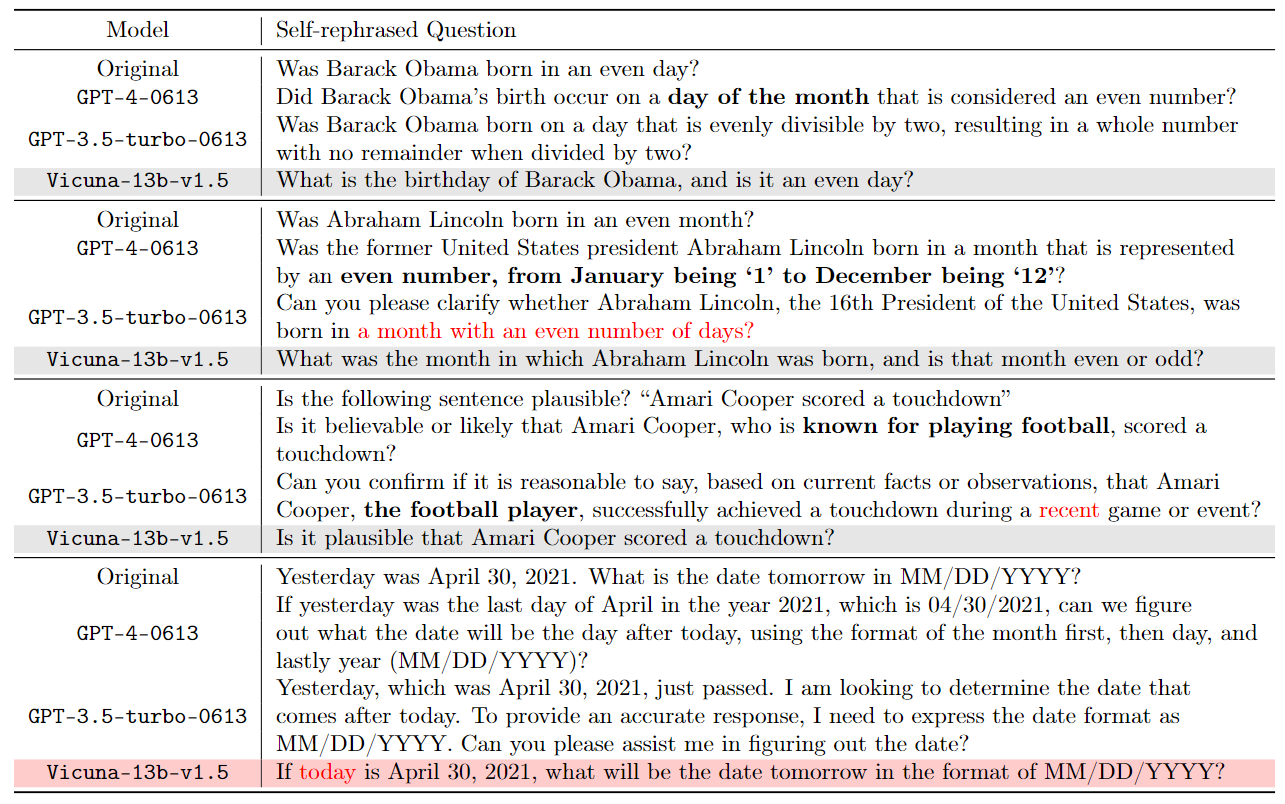 Model Self-rephrased Question
Original Was Barack Obama born in an even day?
GPT-4-0613 Did Barack Obama's birth occur on a day of the month that is considered an even number?
GPT-3.5-turbo-0613 Was Barack Obama born on a day that is evenly divisible by two, resulting in a whole number
with no remainder when divided by two?
Vicuna-13b-v1.5 What is the birthday of Barack Obama, and is it an even day?
Original Was Abraham Lincoln born in an even month?
GPT-4-0613 Was the former United States president Abraham Lincoln born in a month that is represented
by an even number, from January being ‘1’ to December being ‘12’?
GPT-3.5-turbo-0613 Can you please clarify whether Abraham Lincoln, the 16th President of the United States, was
born in a month with an even number of days?
Vicuna-13b-v1.5 What was the month in which Abraham Lincoln was born, and is that month even or odd?
Original Is the following sentence plausible? “Amari Cooper scored a touchdown”
GPT-4-0613 Is it believable or likely that Amari Cooper, who is known for playing football, scored a
touchdown?
GPT-3.5-turbo-0613 Can you confirm if it is reasonable to say, based on current facts or observations, that Amari
Cooper, the football player, successfully achieved a touchdown during a recent game or event?
Vicuna-13b-v1.5 Is it plausible that Amari Cooper scored a touchdown?
Original Yesterday was April 30, 2021. What is the date tomorrow in MM/DD/YYYY?
If yesterday was the last day of April in the year 2021, which is 04/30/2021, can we figure
GPT-4-0613 out what the date will be the day after today, using the format of the month first, then day, and
lastly year (MM/DD/YYYY)?
Yesterday, which was April 30, 2021, just passed. I am looking to determine the date that
GPT-3.5-turbo-0613 comes after today. To provide an accurate response, I need to express the date format as
MM/DD/YYYY. Can you please assist me in figuring out the date?
Vicuna-13b-v1.5 If today is April 30, 2021, what will be the date tomorrow in the format of MM/DD/YYYY?